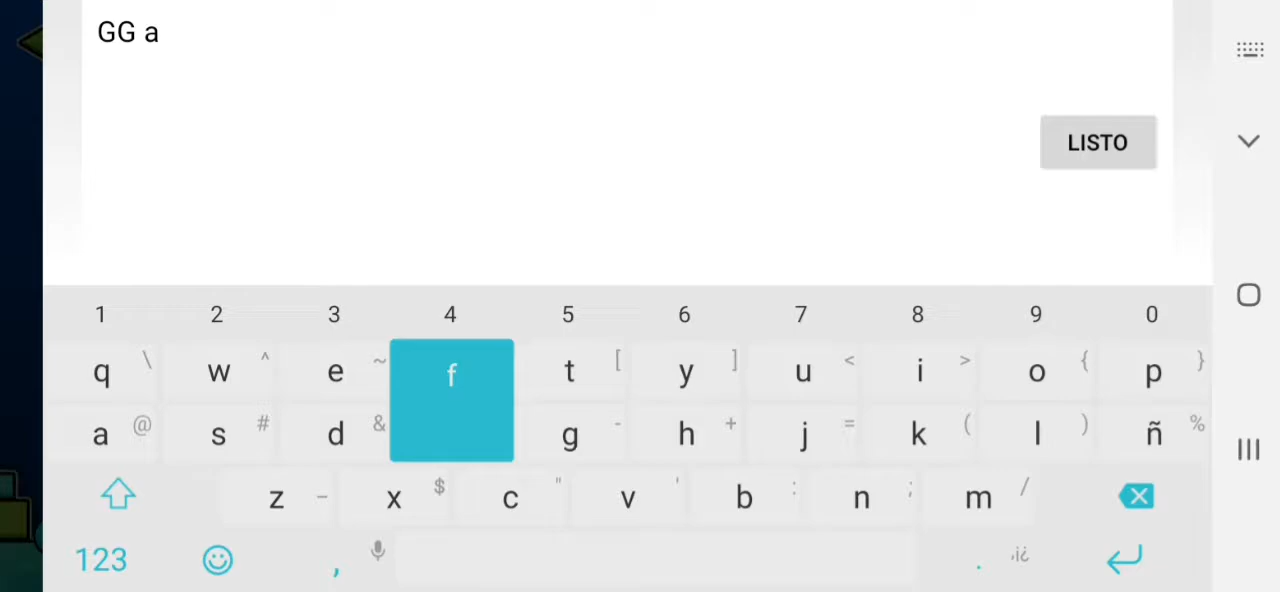 GG a
LISTO
1 2 3 4 5 6 7 8 9 0
q \ w ^ e ~ f t [ y ] u < i > o { p }
a @ s # d & g - h + j = k ( l ) ñ %
z _ x $ c " v ' b : n ; m /
123 , . ,¡¿